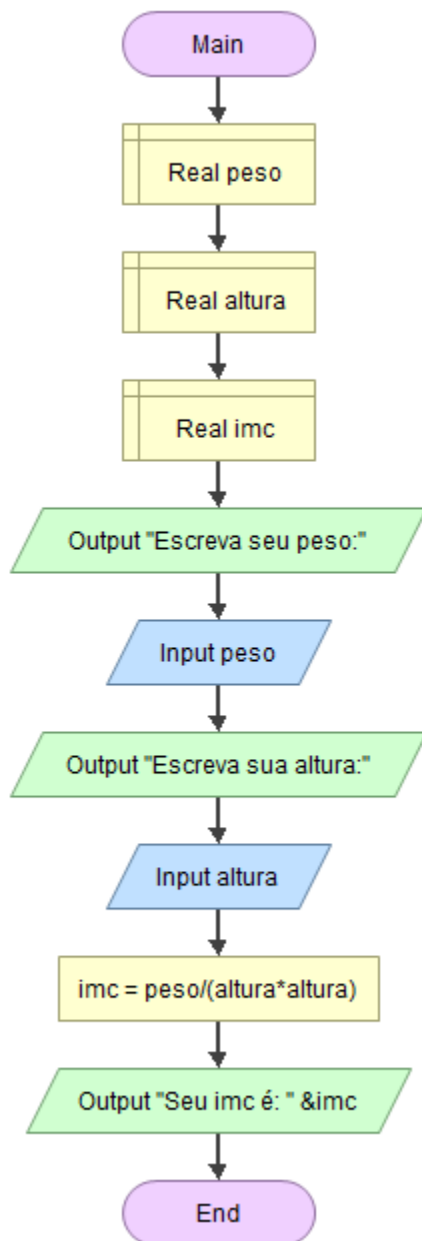 Main
Real peso
Real altura
Real imc
Output "Escreva seu peso:"
Input peso
Output "Escreva sua altura:"
Input altura
imc = peso/(altura*altura)
Output "Seu imc é: " &imc
End